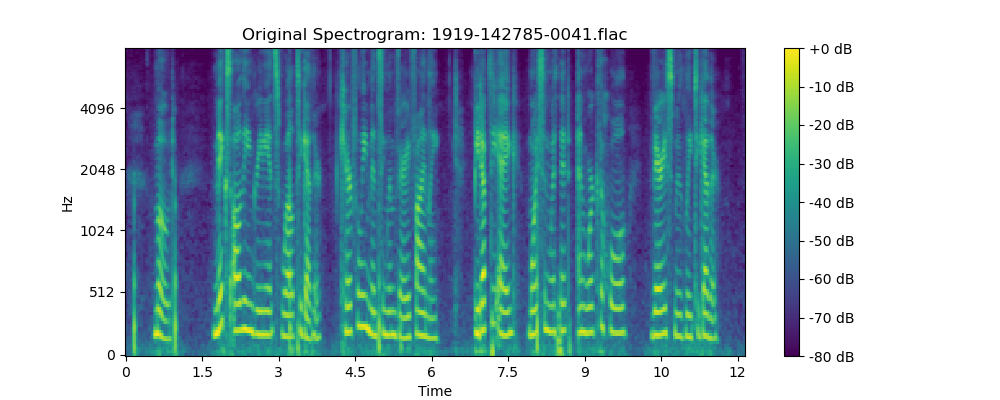 Original Spectrogram: 1919-142785-0041.flac
Hz
4096
2048
1024
512
0
0 1.5 3 4.5 6 7.5 9 10 12
Time
+0 dB
-10 dB
-20 dB
-30 dB
-40 dB
-50 dB
-60 dB
-70 dB
-80 dB